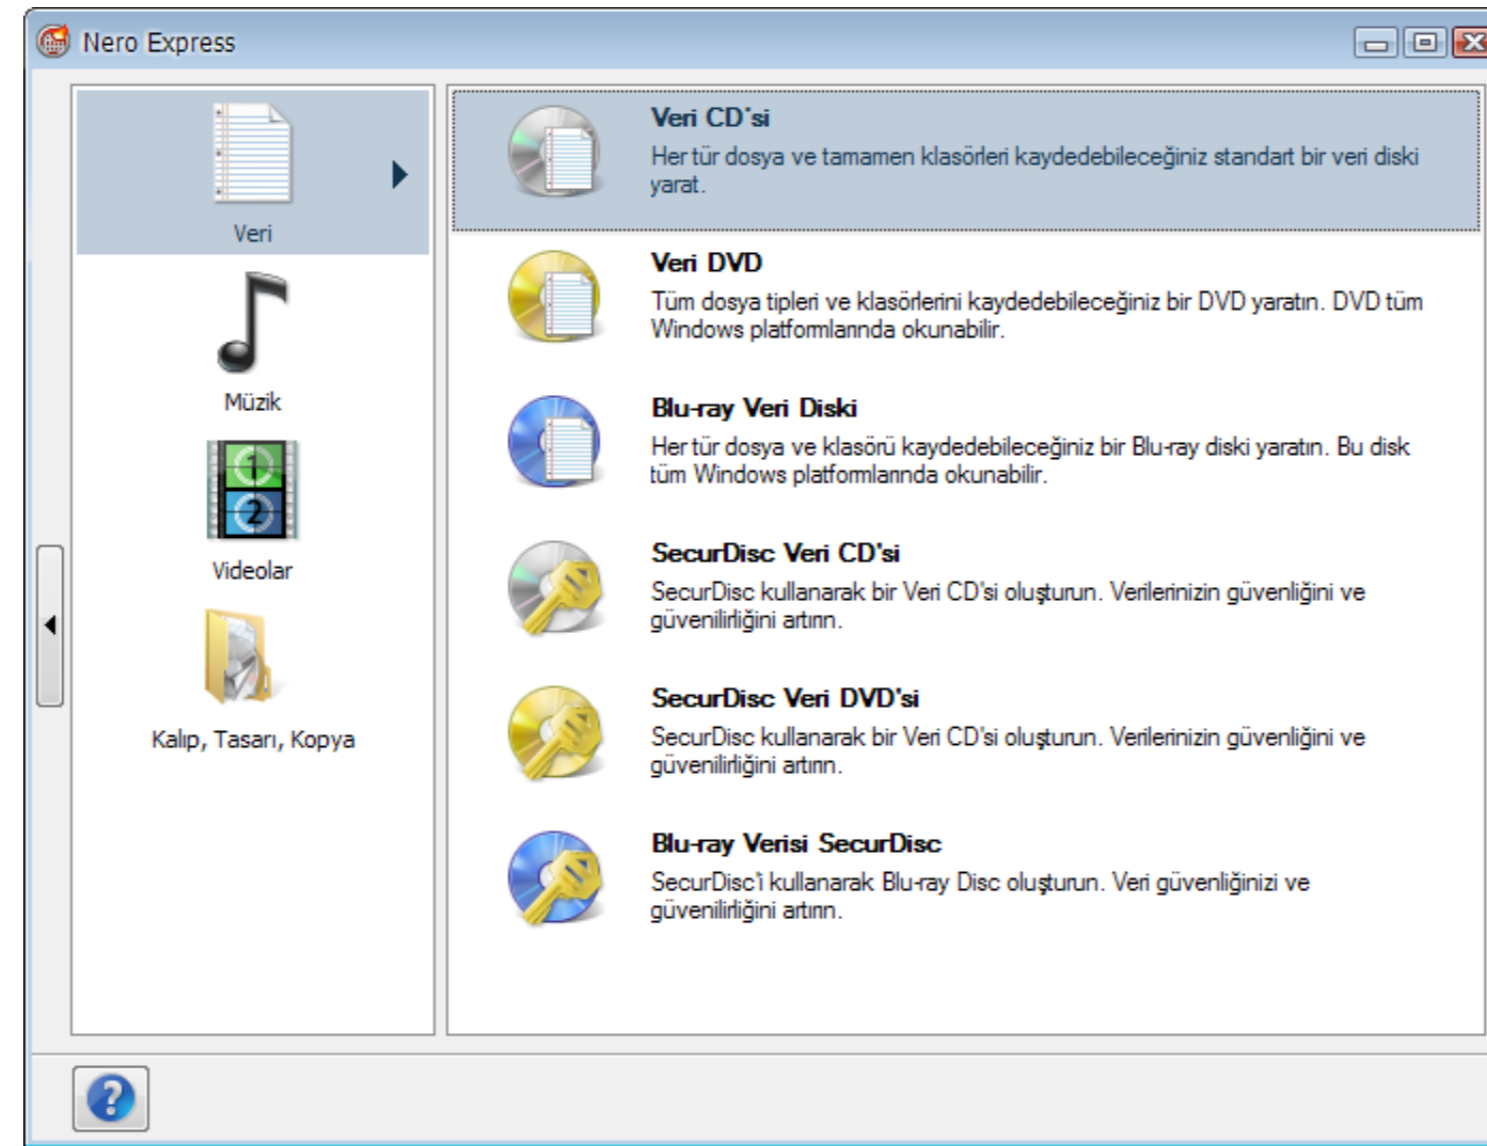 Nero Express
Veri
Müzik
Videolar
Kalıp, Tasarı, Kopya
Veri CD'si
Her tür dosya ve tamamen klasörleri kaydedebileceğiniz standart bir veri diski
yarat.
Veri DVD
Tüm dosya tipleri ve klasörlerini kaydedebileceğiniz bir DVD yaratın. DVD tüm
Windows platformlarında okunabilir.
Blu-ray Veri Diski
Her tür dosya ve klasörü kaydedebileceğiniz bir Blu-ray diski yaratın. Bu disk
tüm Windows platformlarında okunabilir.
SecurDisc Veri CD'si
SecurDisc kullanarak bir Veri CD'si oluşturun. Verilerinizin güvenliğini ve
güvenilirliğini artırın.
SecurDisc Veri DVD'si
SecurDisc kullanarak bir Veri CD'si oluşturun. Verilerinizin güvenliğini ve
güvenilirliğini artırın.
Blu-ray Verisi SecurDisc
SecurDisc'i kullanarak Blu-ray Disc oluşturun. Veri güvenliğinizi ve
güvenilirliğini artırın.